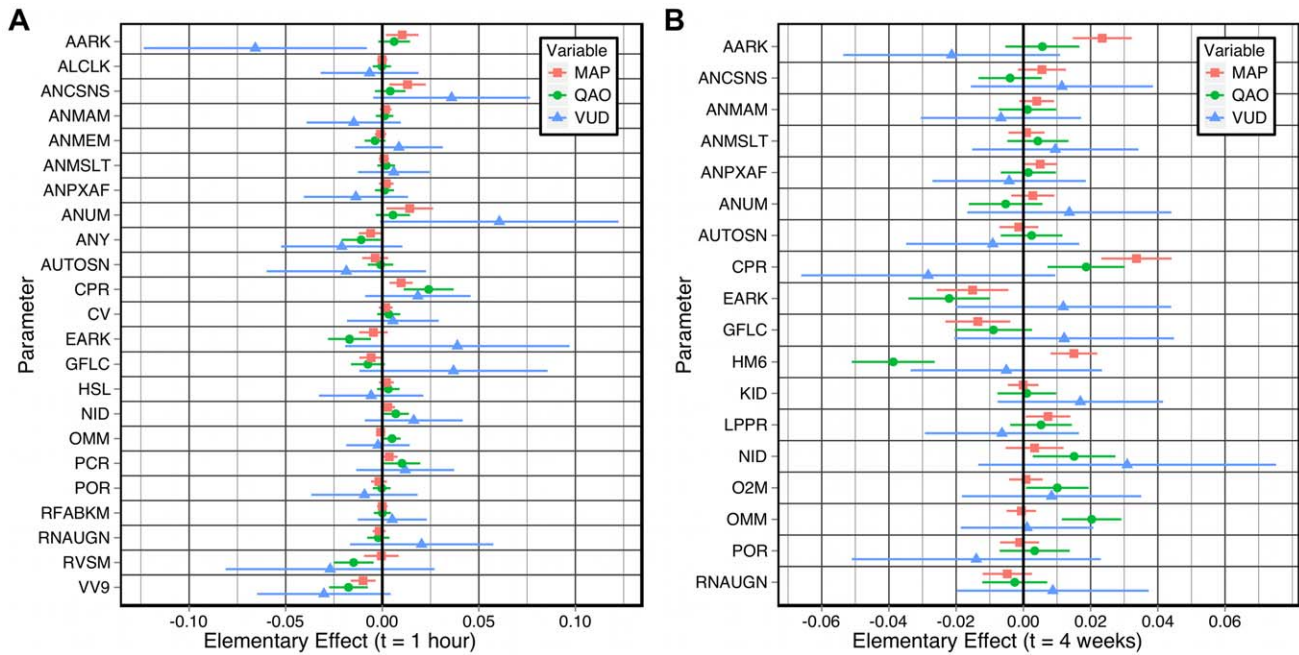 A
Parameter
AARK
ALCLK
ANCSNS
ANMAM
ANMEM
ANMSLT
ANPXAF
ANUM
ANY
AUTOSN
CPR
CV
EARK
GFLC
HSL
NID
OMM
PCR
POR
RFABKM
RNAUGN
RVSM
VV9
Variable
MAP
QAO
VUD
-0.10 -0.05 0.00 0.05 0.10
Elementary Effect (t = 1 hour)
B
Parameter
AARK
ANCSNS
ANMAM
ANMSLT
ANPXAF
ANUM
AUTOSN
CPR
EARK
GFLC
HM6
KID
LPPR
NID
O2M
OMM
POR
RNAUGN
Variable
MAP
QAO
VUD
-0.06 -0.04 -0.02 0.00 0.02 0.04 0.06
Elementary Effect (t = 4 weeks)